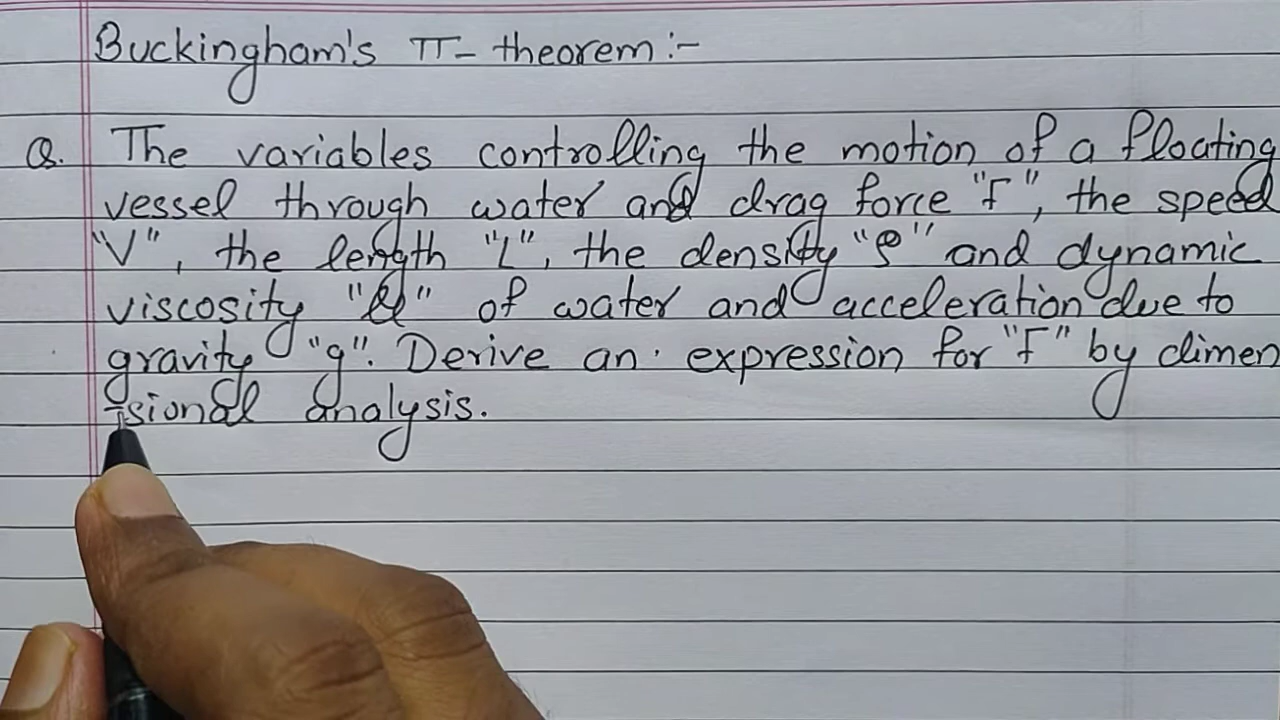 Buckingham's π- theorem:-
Q. The variables controlling the motion of a floating
vessel through water and drag force "F", the speed
"V", the length "L", the density "ρ" and dynamic
viscosity "μ" of water and acceleration due to
gravity "g". Derive an expression for "F" by dimen
-sional analysis.